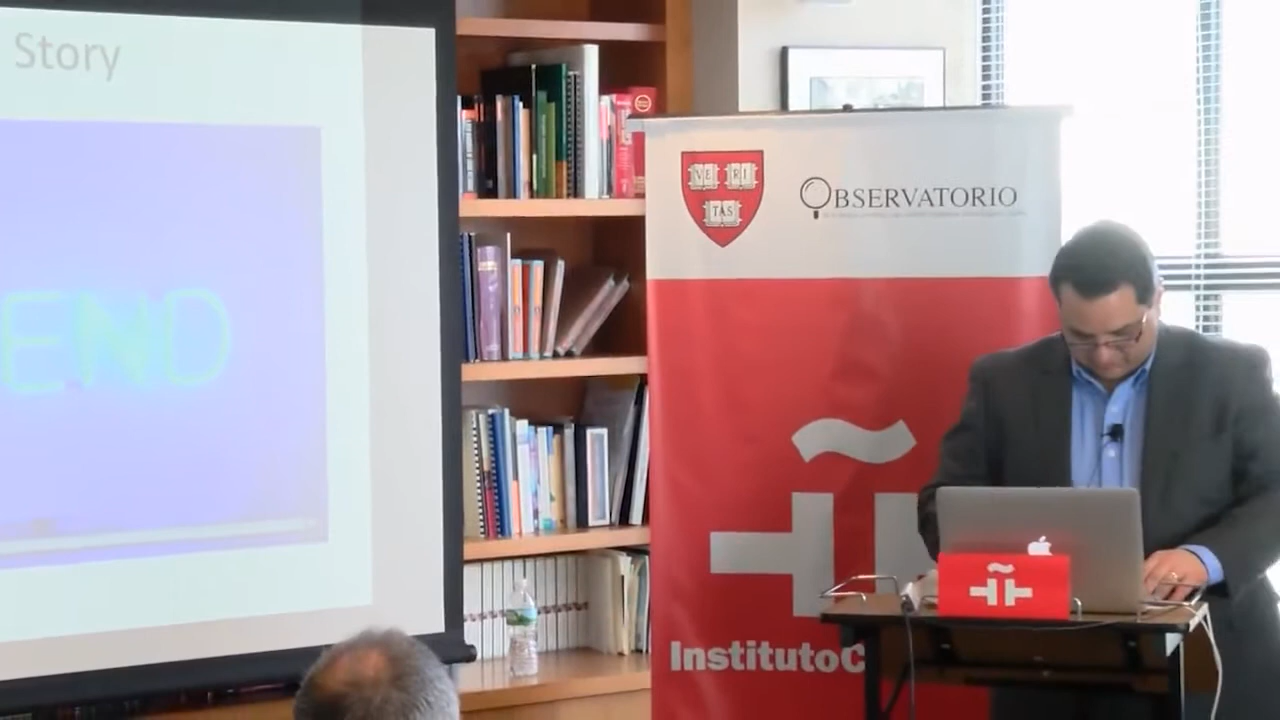 Story
END
VE RI
TAS
OBSERVATORIO
InstitutoC